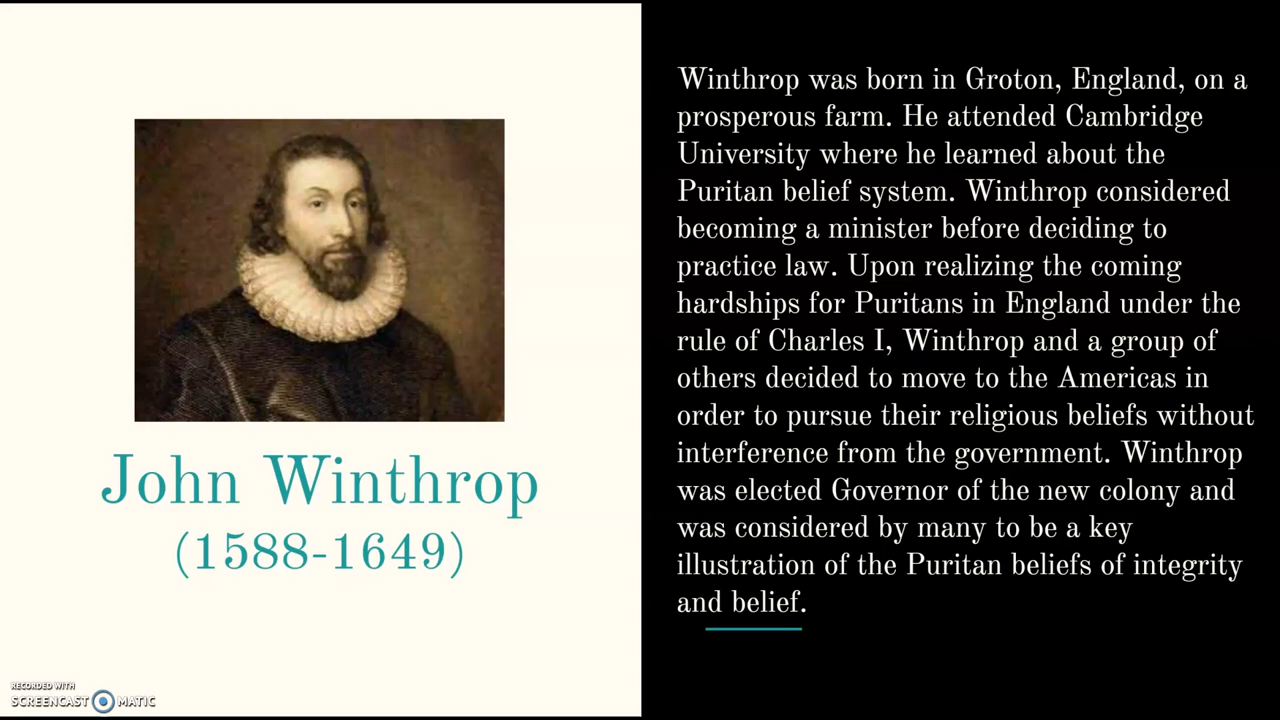 John Winthrop
(1588-1649)
Winthrop was born in Groton, England, on a
prosperous farm. He attended Cambridge
University where he learned about the
Puritan belief system. Winthrop considered
becoming a minister before deciding to
practice law. Upon realizing the coming
hardships for Puritans in England under the
rule of Charles I, Winthrop and a group of
others decided to move to the Americas in
order to pursue their religious beliefs without
interference from the government. Winthrop
was elected Governor of the new colony and
was considered by many to be a key
illustration of the Puritan beliefs of integrity
and belief.
RECORDED WITH
SCREENCAST MATIC